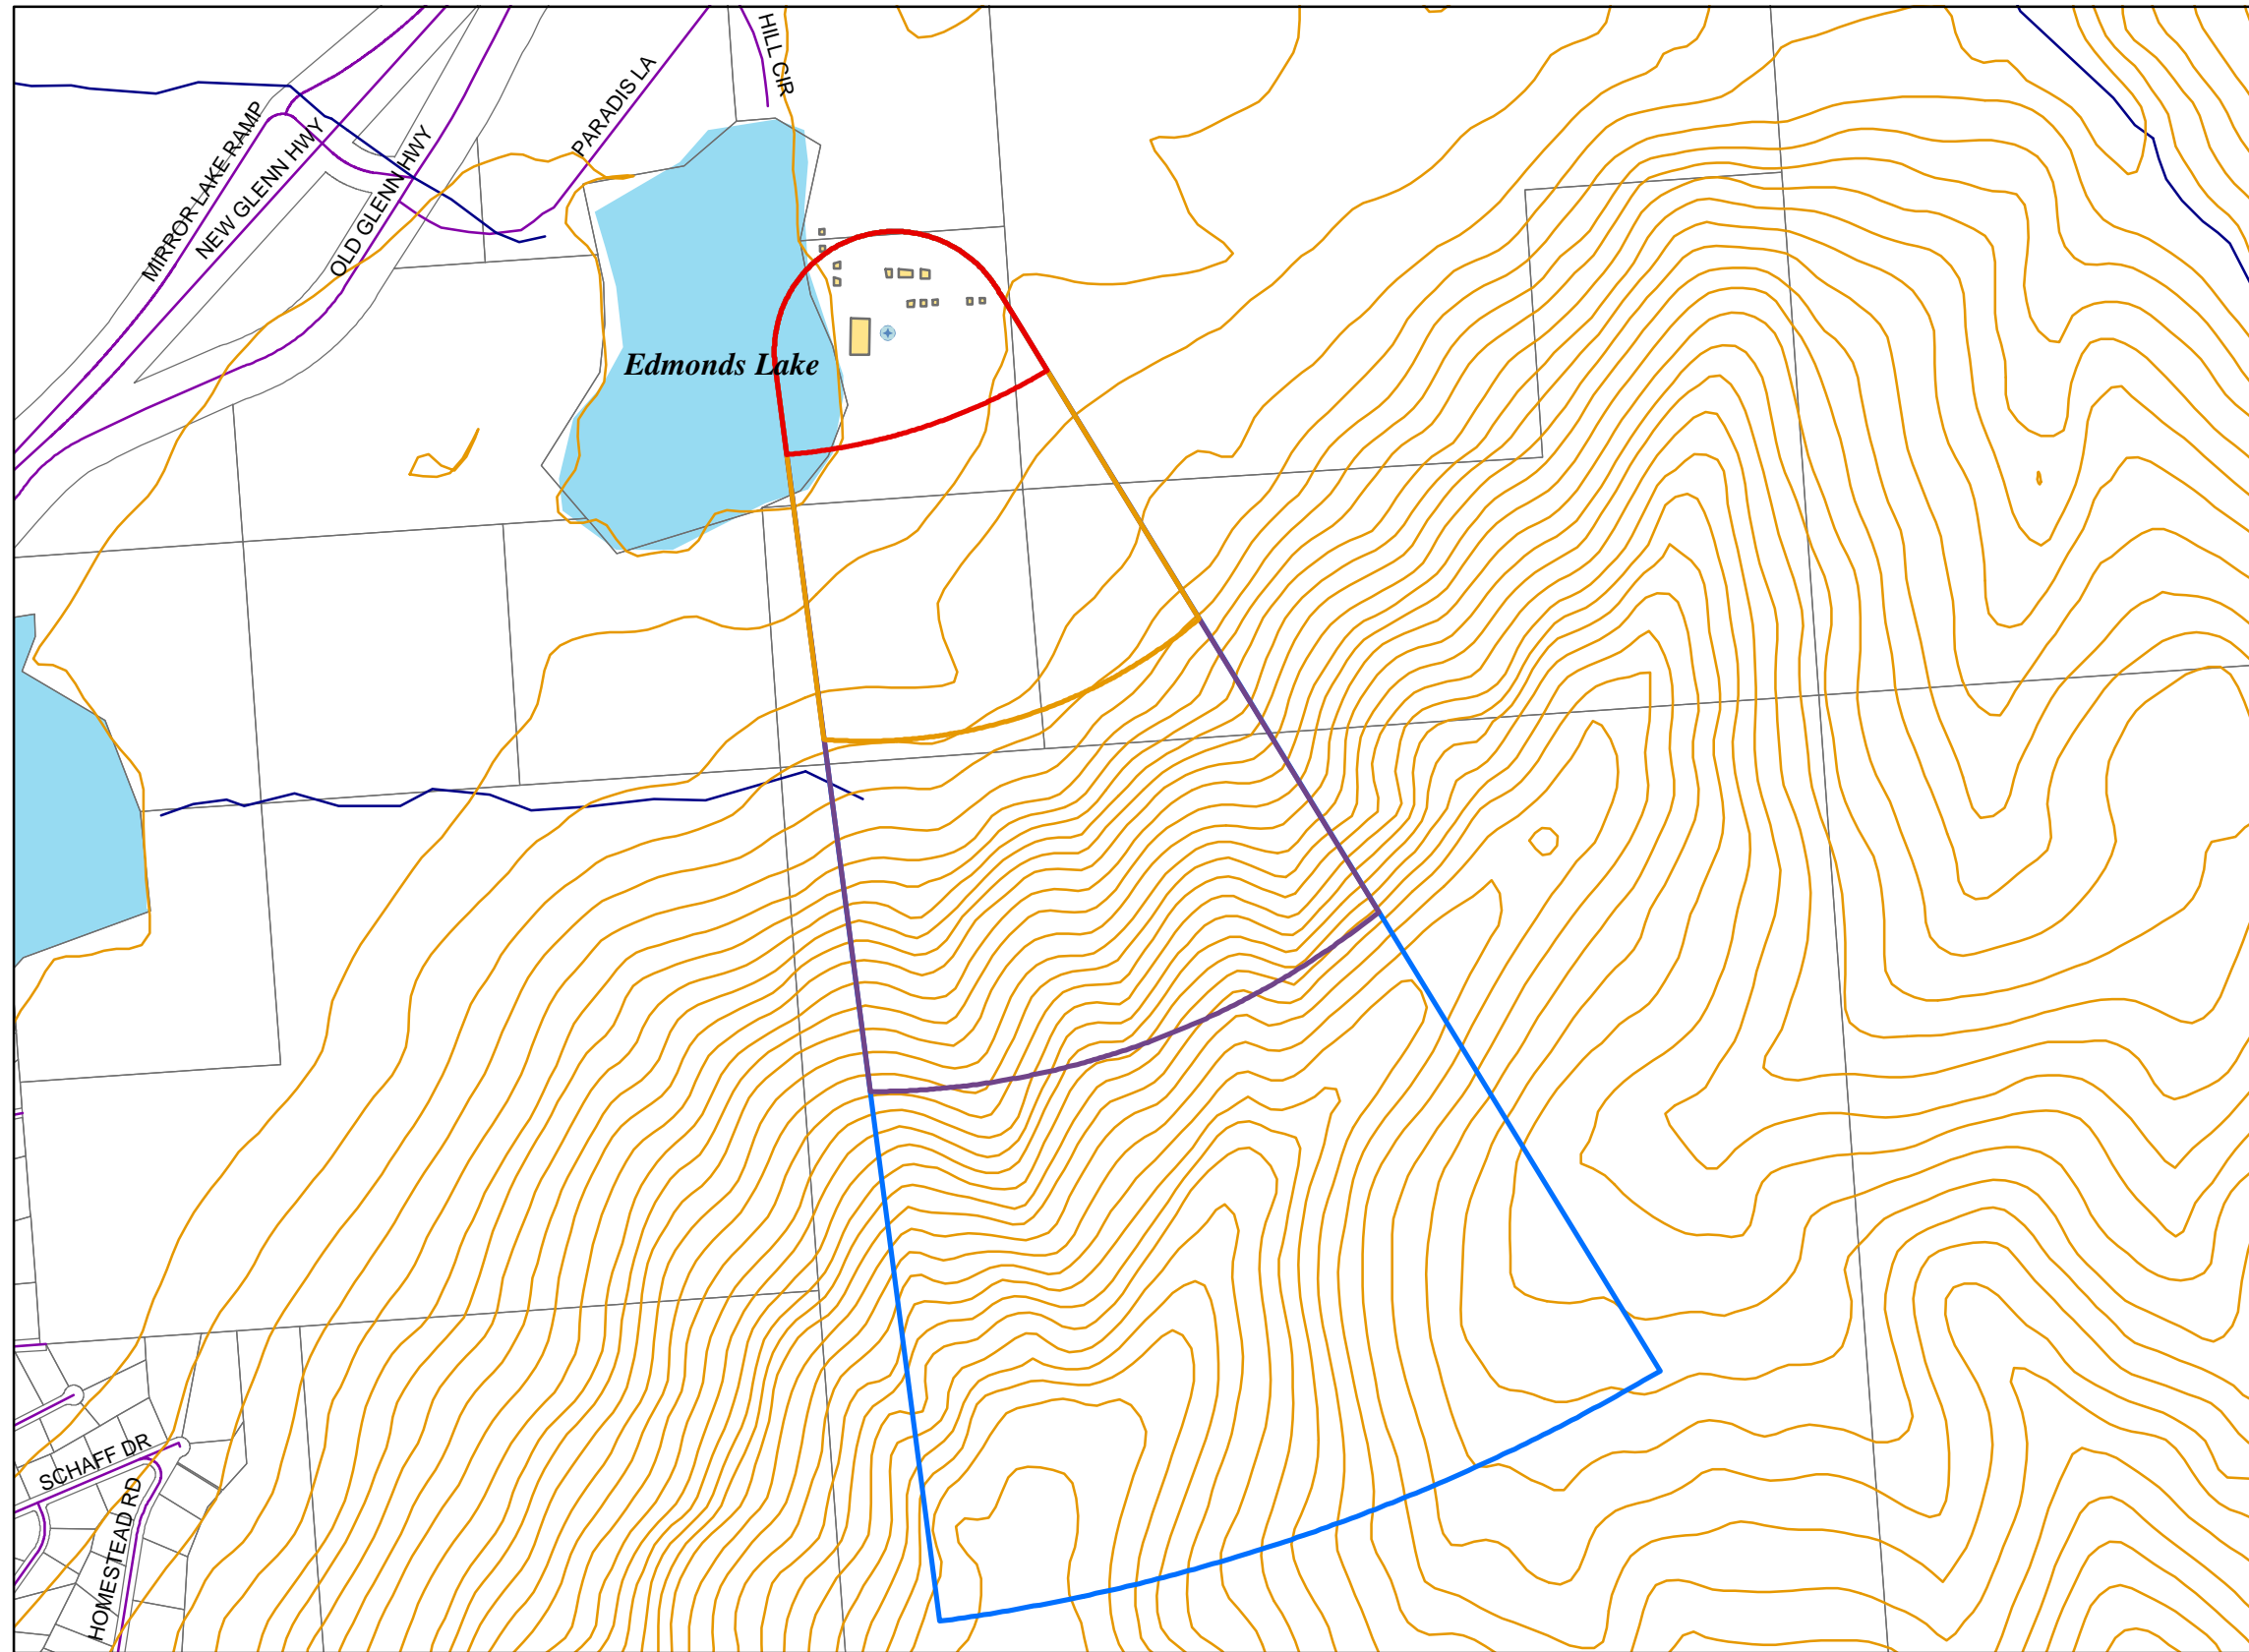 HILL CIR
PARADIS LA
MIRROR LAKE RAMP
NEW GLENN HWY
OLD GLENN HWY
Edmonds Lake
SCHAFF DR
HOMESTEAD RD